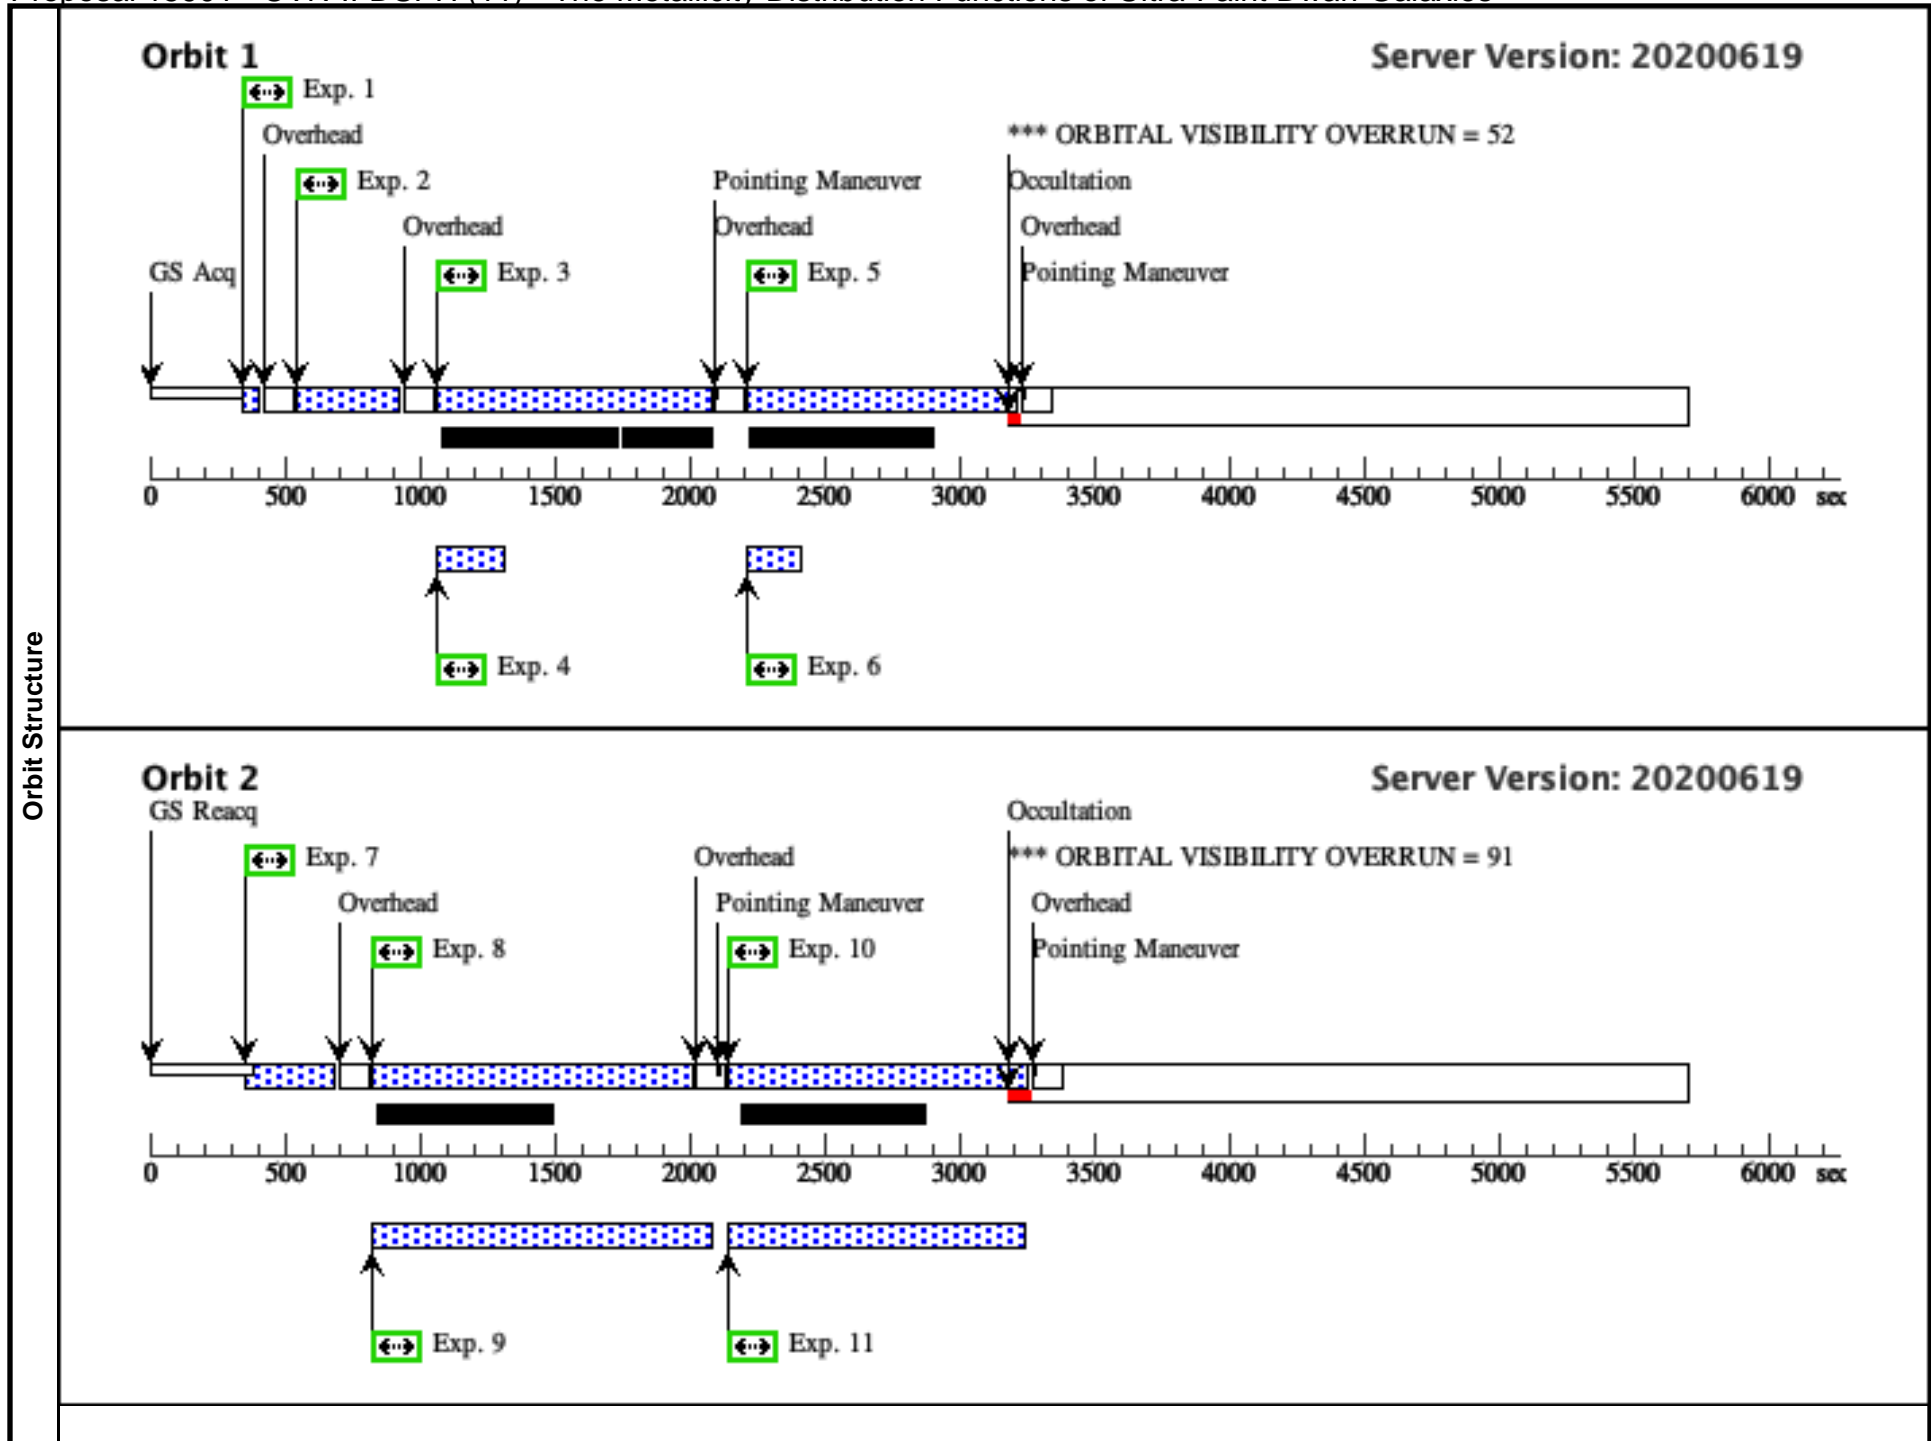 Orbit 1
Server Version: 20200619
Exp. 1
Overhead
*** ORBITAL VISIBILITY OVERRUN = 52
Exp. 2
Pointing Maneuver
Occultation
Overhead
Overhead
Overhead
GS Acq
Exp. 3
Exp. 5
Pointing Maneuver
0 500 1000 1500 2000 2500 3000 3500 4000 4500 5000 5500 6000 sec
Exp. 4
Exp. 6
Orbit Structure
Orbit 2
Server Version: 20200619
GS Reacq
Occultation
Exp. 7
Overhead
*** ORBITAL VISIBILITY OVERRUN = 91
Overhead
Pointing Maneuver
Overhead
Exp. 8
Exp. 10
Pointing Maneuver
0 500 1000 1500 2000 2500 3000 3500 4000 4500 5000 5500 6000 sec
Exp. 9
Exp. 11